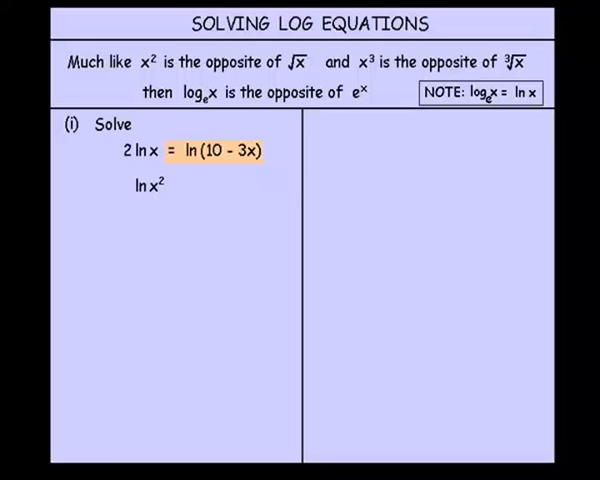 SOLVING LOG EQUATIONS
Much like x² is the opposite of √x and x³ is the opposite of ∛x
then logₑx is the opposite of eˣ
NOTE: logₑx = ln x
(i) Solve
2 ln x = ln (10 - 3x)
ln x²